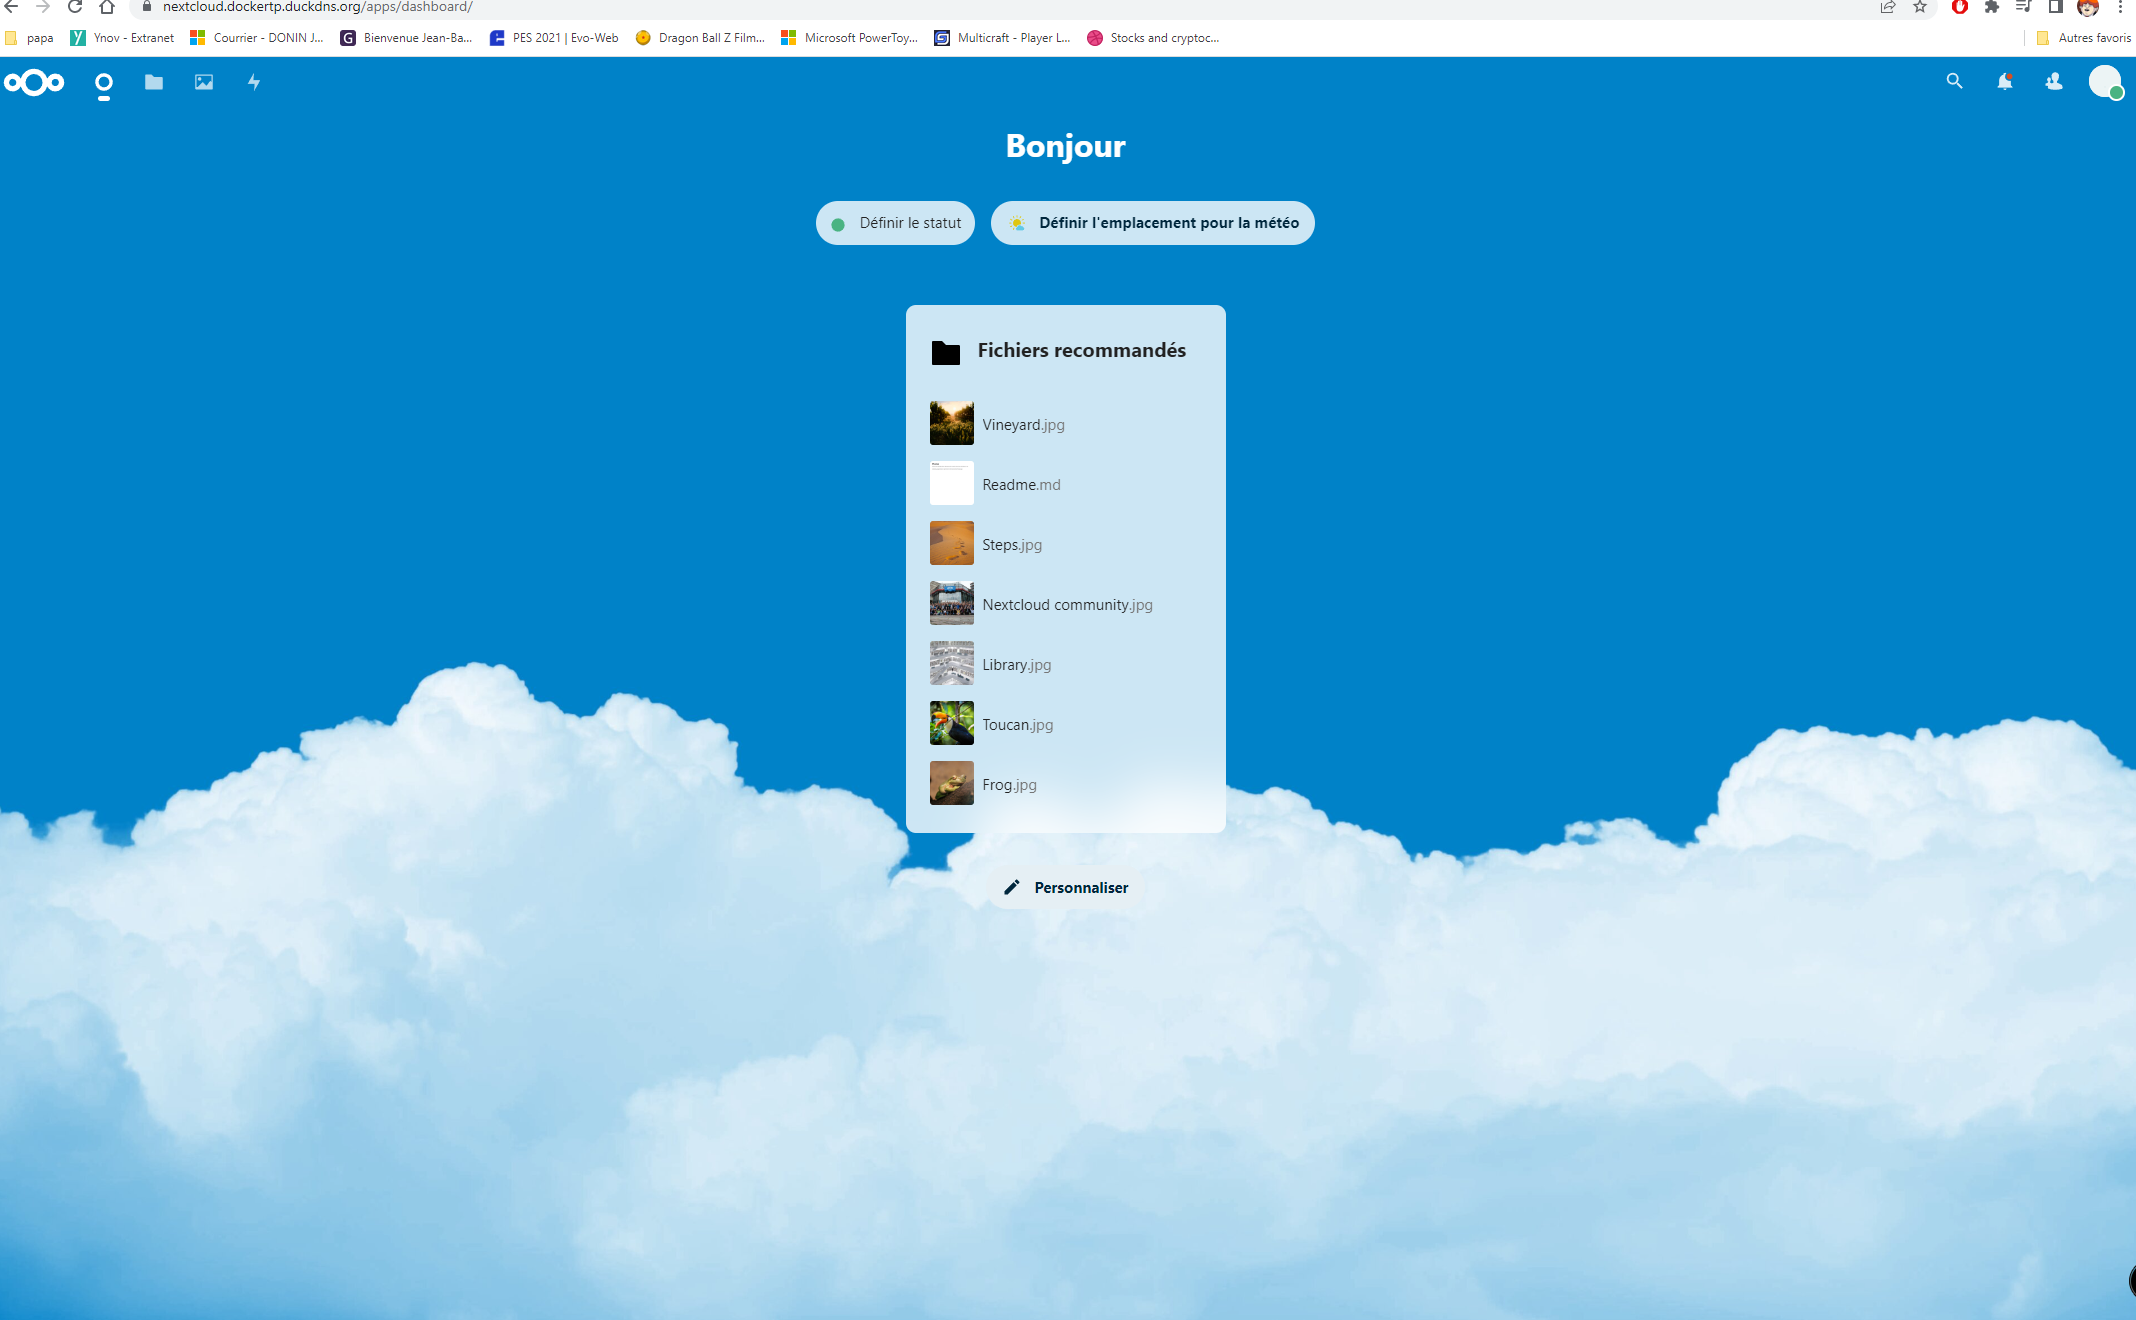 nextcloud.dockertp.duckdns.org/apps/dashboard/
papa
Ynov - Extranet
Courrier - DONIN J...
Bienvenue Jean-Ba...
PES 2021 | Evo-Web
Dragon Ball Z Film...
Microsoft PowerToy...
Multicraft - Player L...
Stocks and cryptoc...
Autres favoris
Bonjour
Définir le statut
Définir l'emplacement pour la météo
Fichiers recommandés
Vineyard.jpg
Readme.md
Steps.jpg
Nextcloud community.jpg
Library.jpg
Toucan.jpg
Frog.jpg
Personnaliser